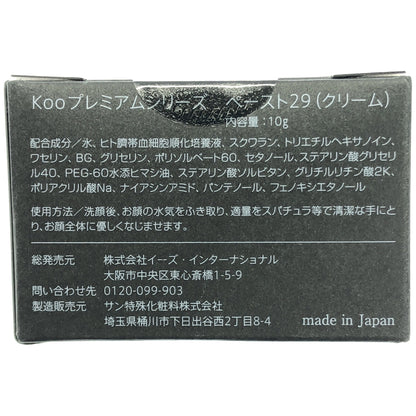 Kooプレミアムシリーズ ペースト29(クリーム)
内容量:10g
配合成分/水、ヒト臍帯血細胞順化培養液、スクワラン、トリエチルヘキサノイン、
ワセリン、BG、グリセリン、ポリソルベート60、セタノール、ステアリン酸グリセリ
ル40、PEG-60水添ヒマシ油、ステアリン酸ソルビタン、グリチルリチン酸2K、
ポリアクリル酸Na、ナイアシンアミド、パンテノール、フェノキシエタノール
使用方法/洗顔後、お顔の水気をふき取り、適量をスパチュラ等で清潔な手にと
り、お顔全体に優しくなじませます。
総発売元 株式会社イーズ・インターナショナル
大阪市中央区東心斎橋1-5-9
問い合わせ先 0120-099-903
製造販売元 サン特殊化粧料株式会社
埼玉県桶川市下日出谷西2丁目8-4
made in Japan